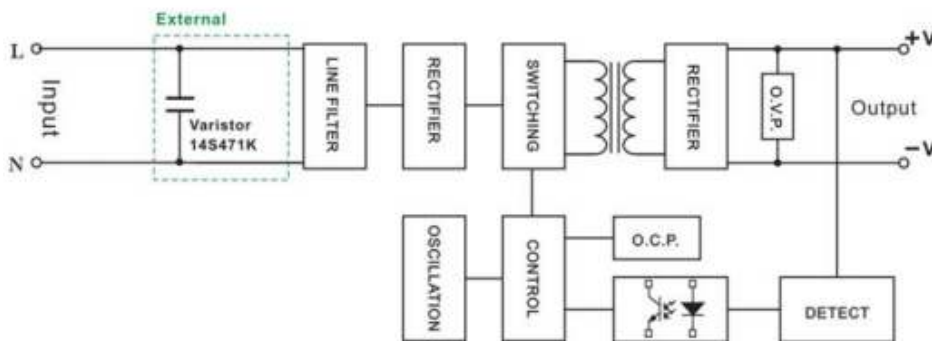 External
L
Input
N
Varistor
14S471K
LINE FILTER
RECTIFIER
SWITCHING
RECTIFIER
O.V.P.
+V
Output
-V
OSCILLATION
CONTROL
O.C.P.
DETECT